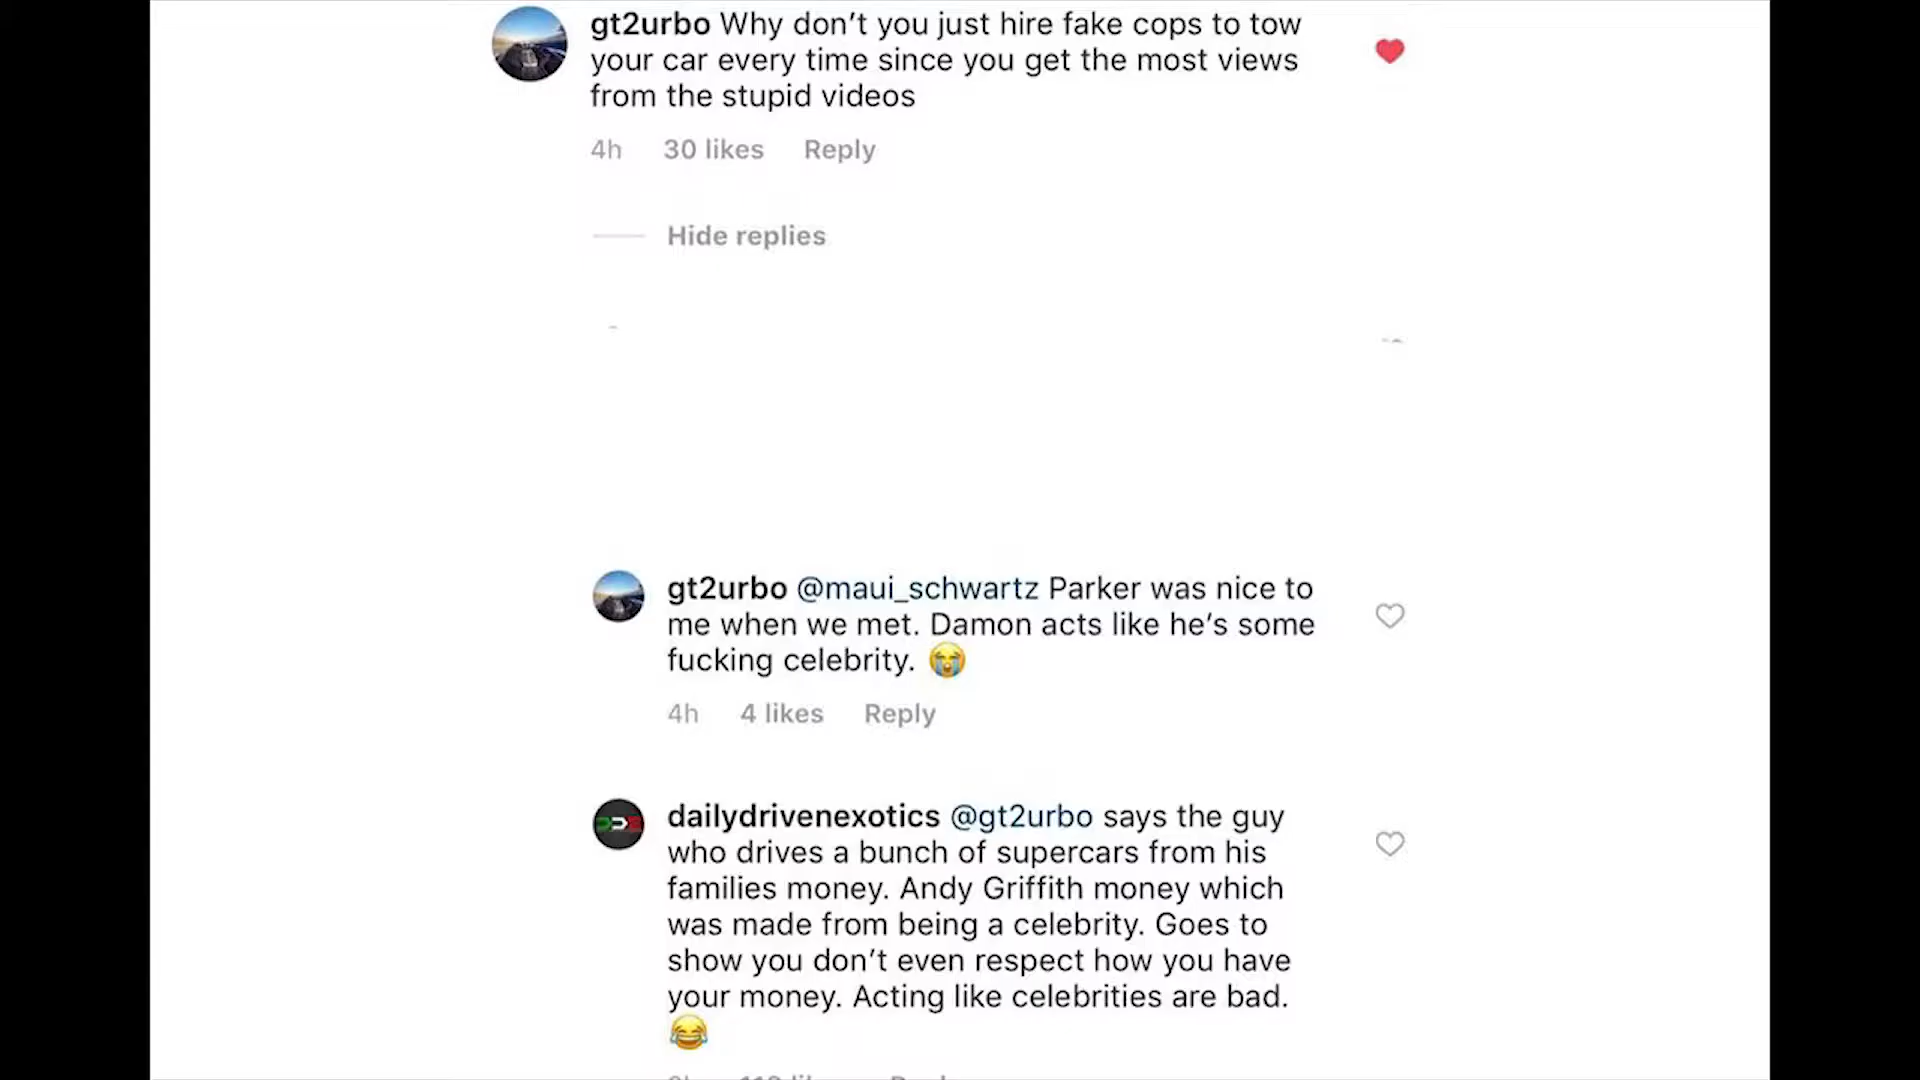 gt2urbo Why don’t you just hire fake cops to tow
your car every time since you get the most views
from the stupid videos
4h 30 likes Reply
Hide replies
gt2urbo @maui_schwartz Parker was nice to
me when we met. Damon acts like he’s some
fucking celebrity. 😭
4h 4 likes Reply
DDE
dailydrivenexotics @gt2urbo says the guy
who drives a bunch of supercars from his
families money. Andy Griffith money which
was made from being a celebrity. Goes to
show you don’t even respect how you have
your money. Acting like celebrities are bad.
😂